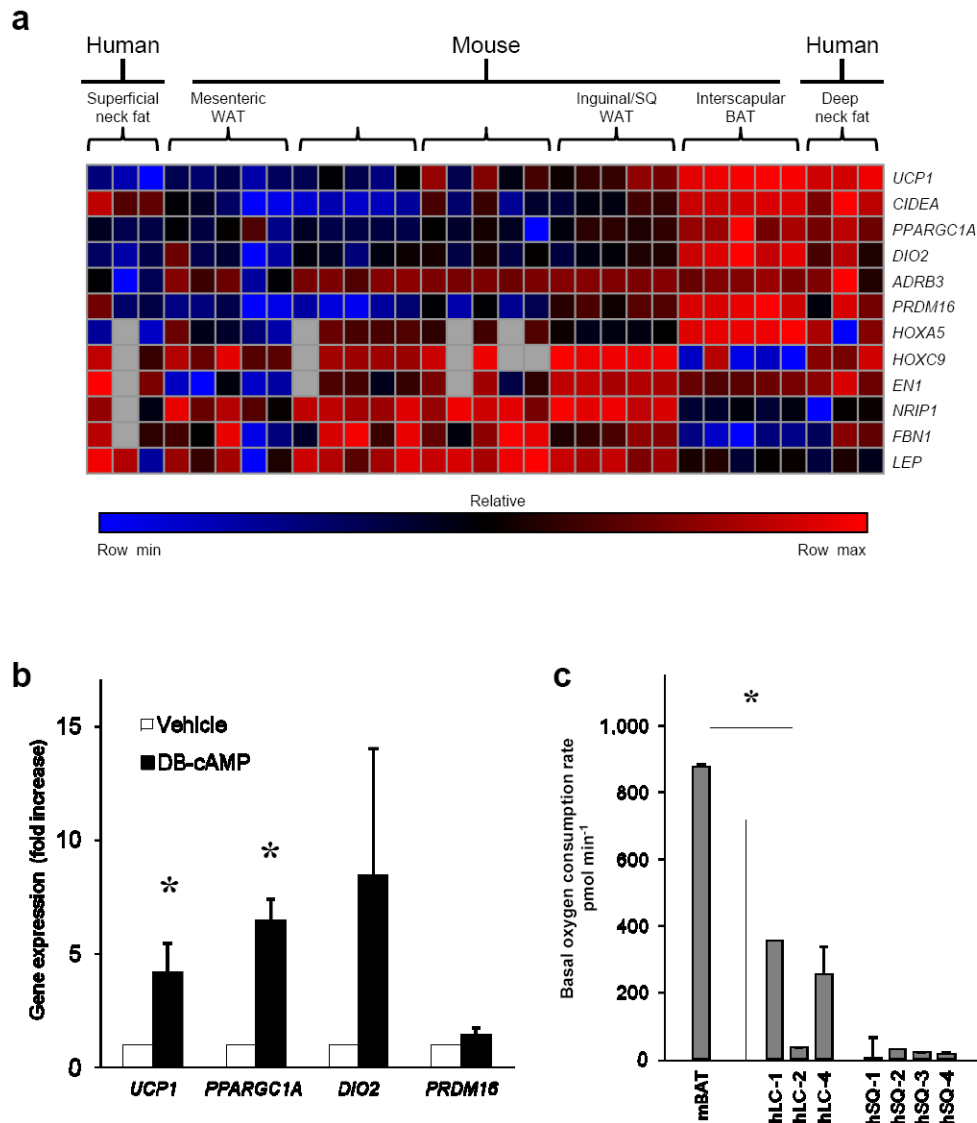 a
Human Mouse Human
Superficial neck fat
Mesenteric WAT
Inguinal/SQ WAT
Interscapular BAT
Deep neck fat
UCP1
CIDEA
PPARGC1A
DIO2
ADRB3
PRDM16
HOXA5
HOXC9
EN1
NRIP1
FBN1
LEP
Relative
Row min Row max
b
Gene expression (fold increase)
15
10
5
0
Vehicle
DB-cAMP
*
*
UCP1 PPARGC1A DIO2 PRDM16
c
Basal oxygen consumption rate
pmol min-1
1,000
800
600
400
200
0
*
mBAT
hLC-1
hLC-2
hLC-4
hSQ-1
hSQ-2
hSQ-3
hSQ-4